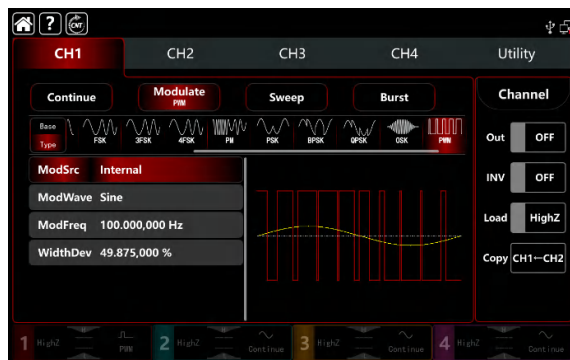 ? CNT
CH1 CH2 CH3 CH4 Utility
Continue Modulate Sweep Burst Channel
PWM
Base
Type FSK 3FSK 4FSK PM PSK BPSK QPSK OSK PWM
Out OFF
ModSrc Internal
INV OFF
ModWave Sine
Load HighZ
ModFreq 100.000,000 Hz
WidthDev 49.875,000 %
Copy CH1←CH2
1 HighZ PWM 2 HighZ Continue 3 HighZ Continue 4 HighZ Continue